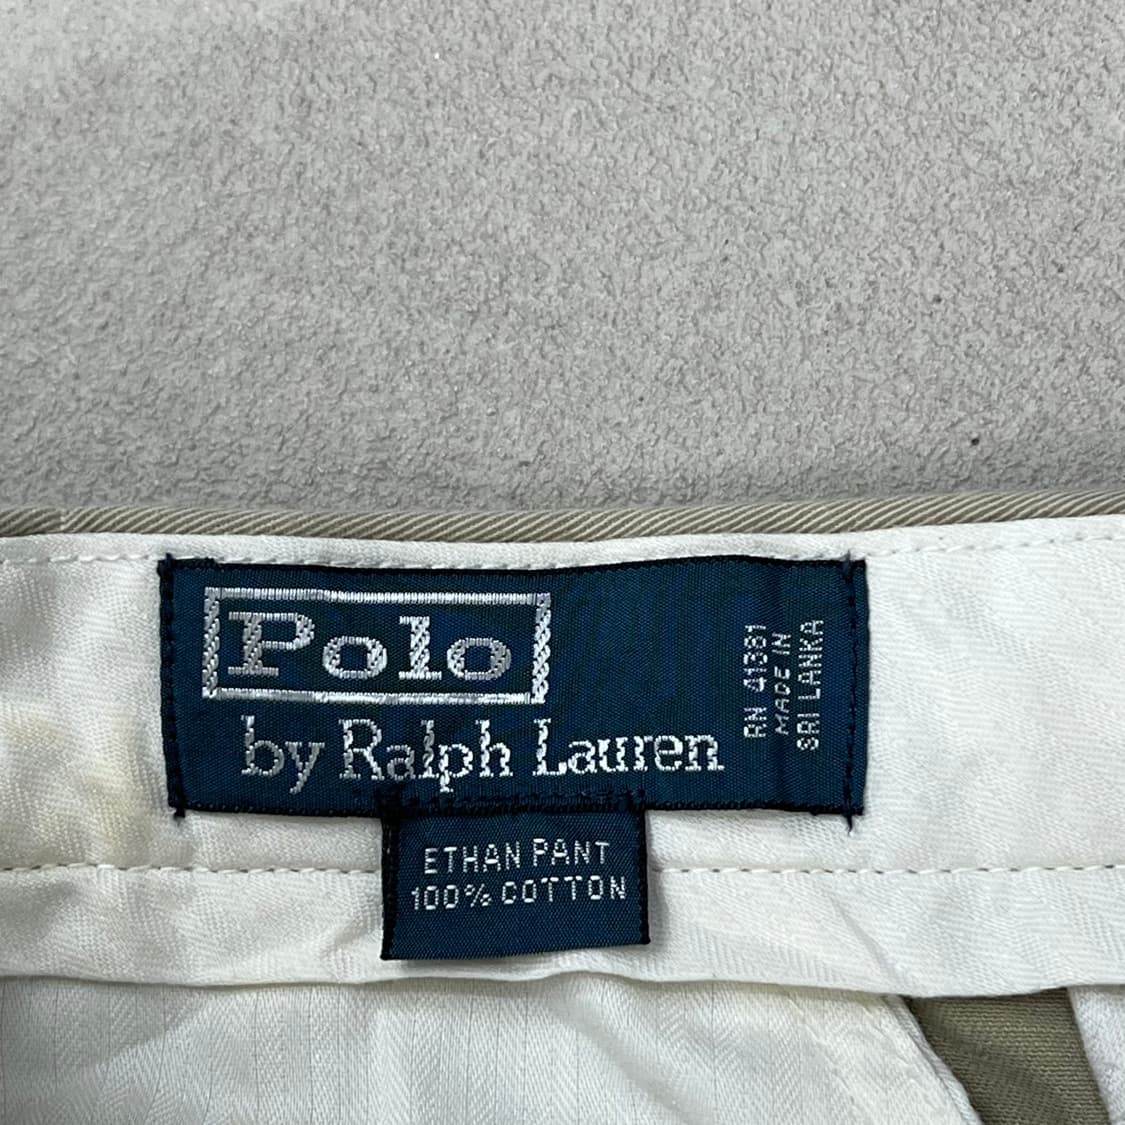 Polo
by Ralph Lauren
RN 41381
MADE IN
SRI LANKA
ETHAN PANT
100% COTTON